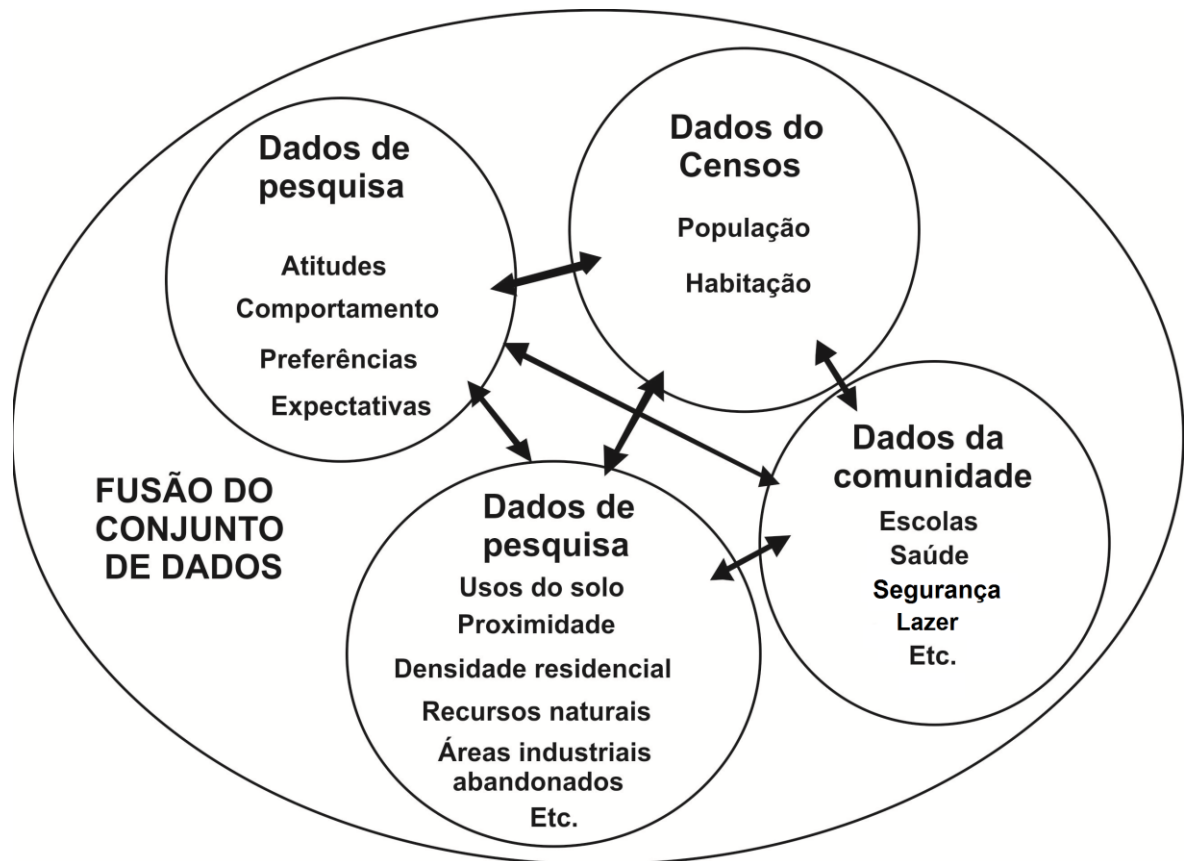 Dados de
pesquisa
Atitudes
Comportamento
Preferências
Expectativas
Dados do
Censos
População
Habitação
FUSÃO DO
CONJUNTO
DE DADOS
Dados de
pesquisa
Usos do solo
Proximidade
Densidade residencial
Recursos naturais
Áreas industriais
abandonados
Etc.
Dados da
comunidade
Escolas
Saúde
Segurança
Lazer
Etc.